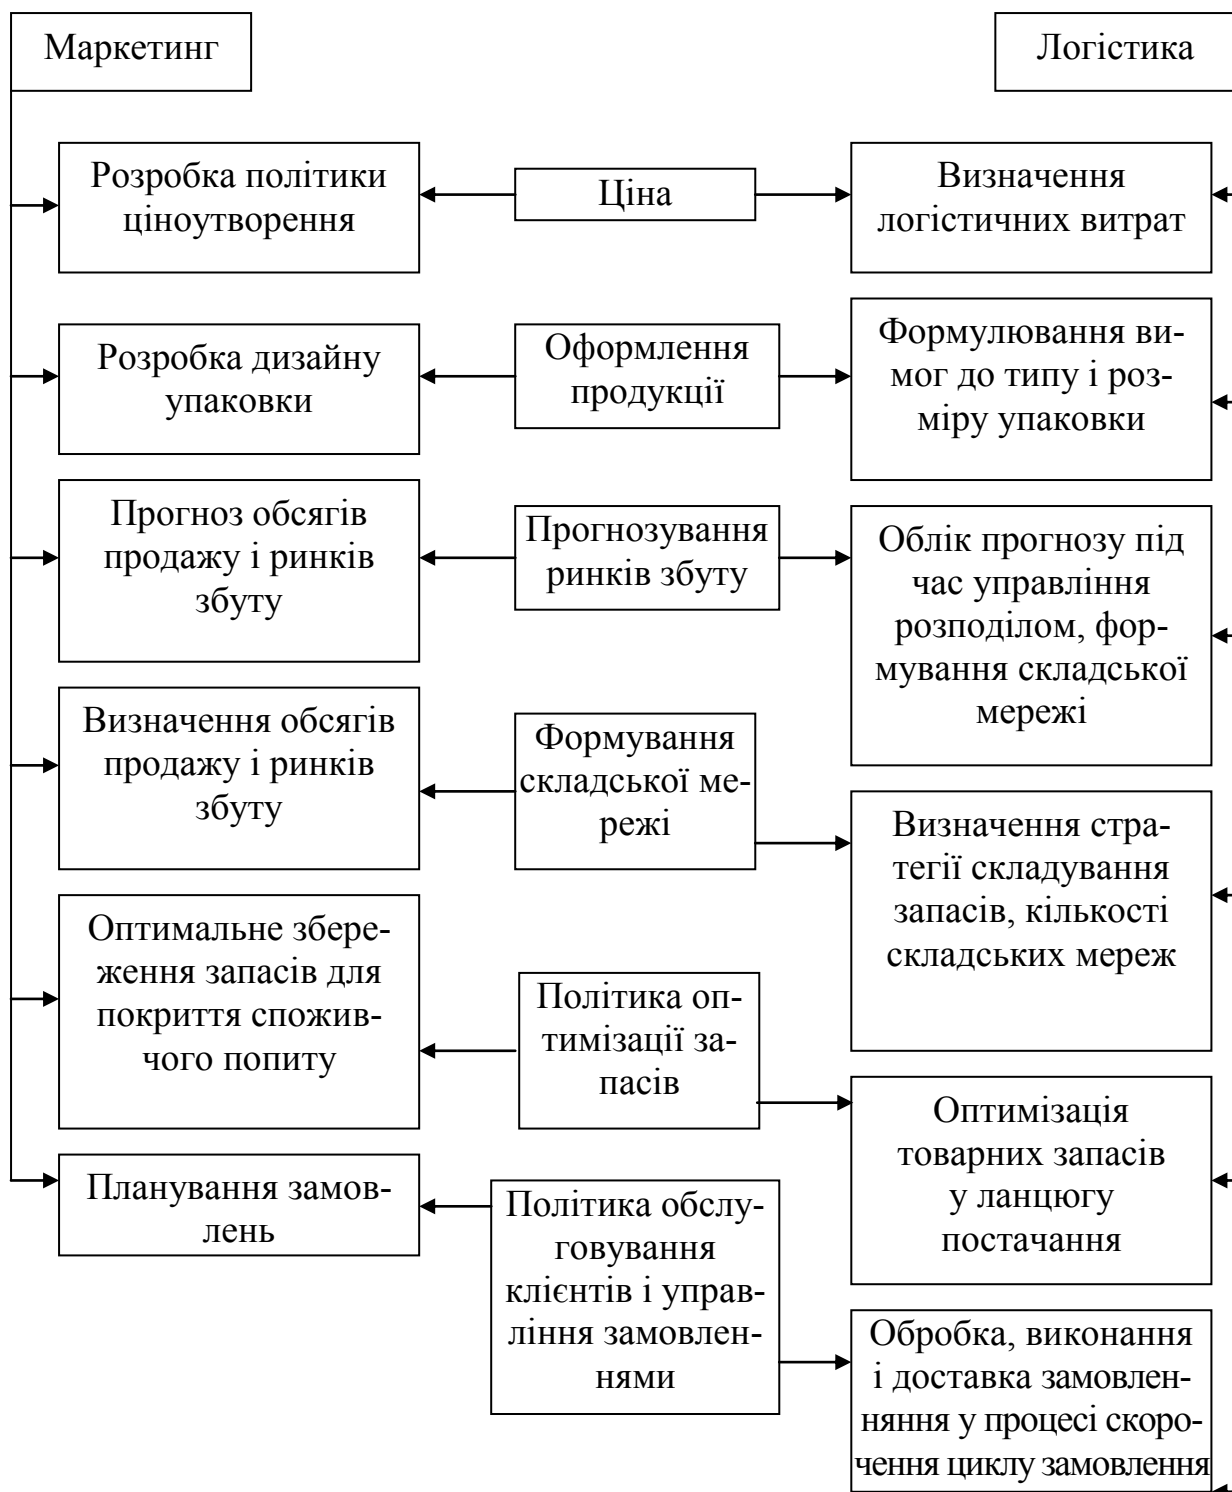 Маркетинг
Логістика
Розробка політики
ціноутворення
Ціна
Визначення
логістичних витрат
Розробка дизайну
упаковки
Оформлення
продукції
Формулювання ви-
мог до типу і роз-
міру упаковки
Прогноз обсягів
продажу і ринків
збуту
Прогнозування
ринків збуту
Облік прогнозу під
час управління
розподілом, фор-
мування складської
мережі
Визначення обсягів
продажу і ринків
збуту
Формування
складської ме-
режі
Визначення стра-
тегії складування
запасів, кількості
складських мереж
Оптимальне збере-
ження запасів для
покриття спожив-
чого попиту
Політика оп-
тимізації за-
пасів
Оптимізація
товарних запасів
у ланцюгу
постачання
Планування замов-
лень
Політика обслу-
говування
клієнтів і управ-
ління замовлен-
нями
Обробка, виконання
і доставка замовлен-
няння у процесі скоро-
чення циклу замовлення